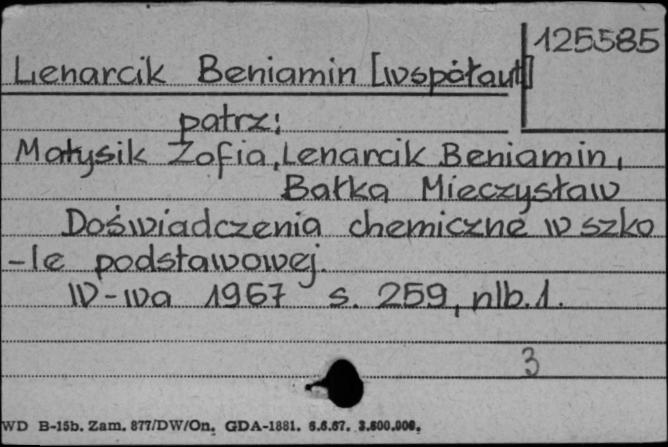 125585
Lenarcik Beniamin [współaut]
patrz:
Małysik Zofia, Lenarcik Beniamin,
Bałka Mieczysław
Doświadczenia chemiczne w szko
-le podstawowej.
W-wa 1967 s. 259, nlb. 1.
3
WD B-15b. Zam. 877/DW/On. GDA-1881. 6.6.67. 3.600.000.